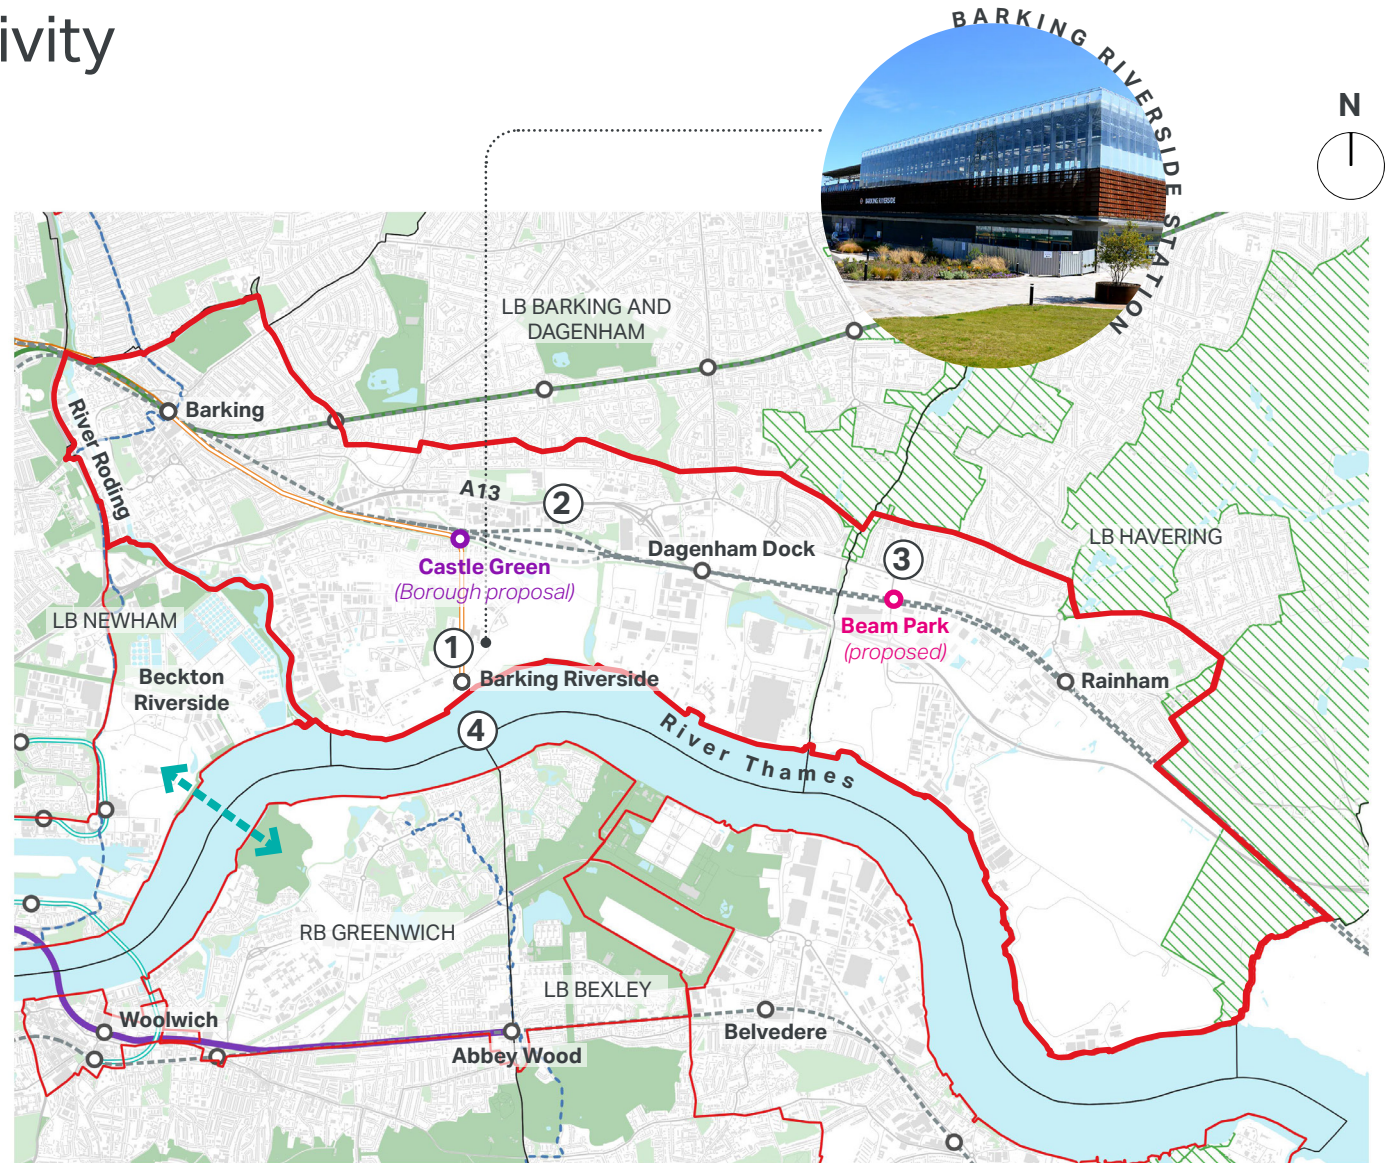 ivity
BARKING RIVERSIDE STATION
N
BARKING RIVERSIDE
LB BARKING AND
DAGENHAM
Barking
River Roding
A13
2
Dagenham Dock
3
LB HAVERING
Castle Green
(Borough proposal)
Beam Park
(proposed)
LB NEWHAM
1
Beckton
Riverside
Barking Riverside
Rainham
4
River Thames
RB GREENWICH
LB BEXLEY
Woolwich
Belvedere
Abbey Wood